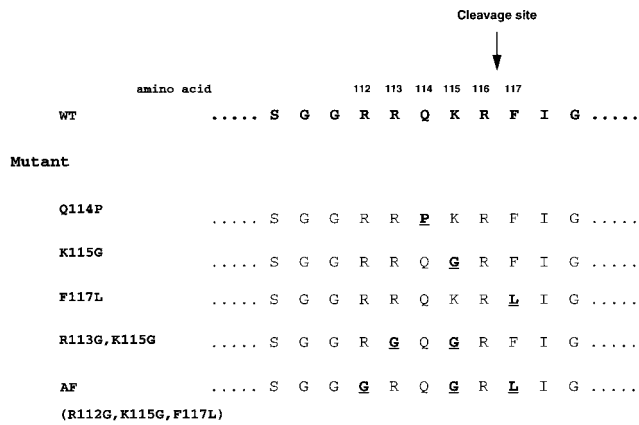 Cleavage site
amino acid 112 113 114 115 116 117
WT ..... S G G R R Q K R F I G .....
Mutant
Q114P ..... S G G R R P K R F I G .....
K115G ..... S G G R R Q G R F I G .....
F117L ..... S G G R R Q K R L I G .....
R113G,K115G ..... S G G R G Q G R F I G .....
AF ..... S G G G R Q G R L I G .....
(R112G,K115G,F117L)